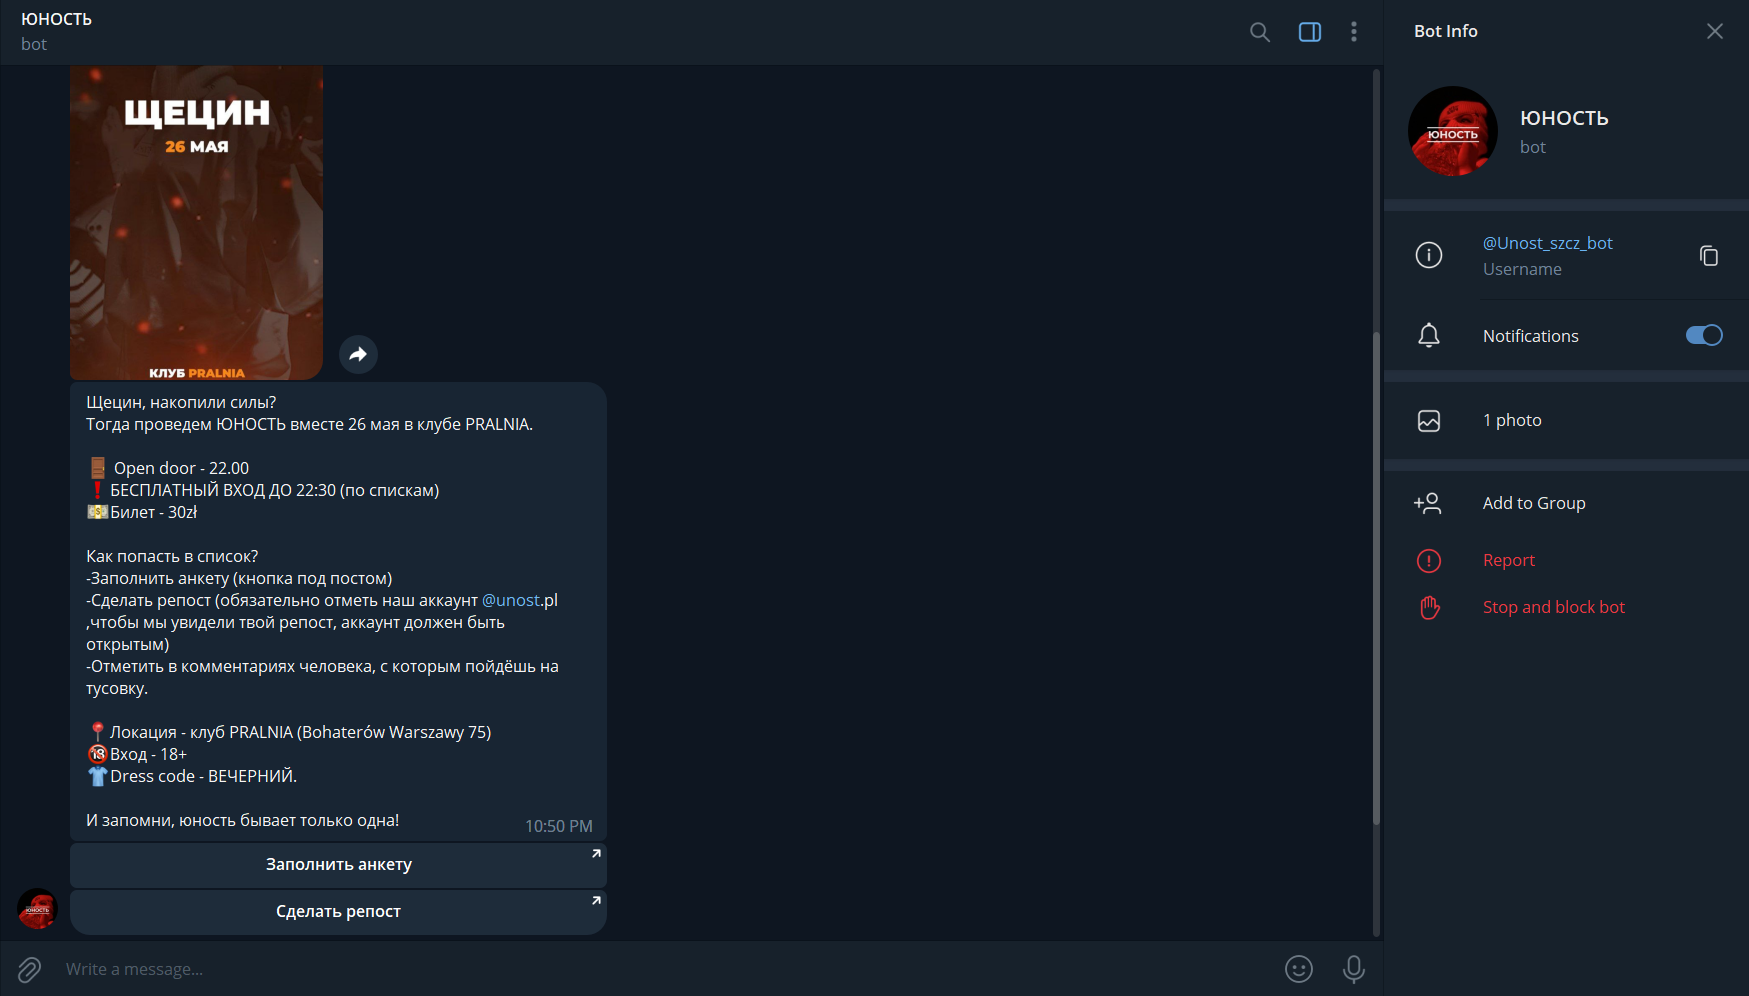 ЮНОСТЬ
bot
ЩЕЦИН
26 МАЯ
КЛУБ PRALNIA
Щецин, накопили силы?
Тогда проведем ЮНОСТЬ вместе 26 мая в клубе PRALNIA.
🚪 Open door - 22.00
❗БЕСПЛАТНЫЙ ВХОД ДО 22:30 (по спискам)
💵Билет - 30zł
Как попасть в список?
-Заполнить анкету (кнопка под постом)
-Сделать репост (обязательно отметь наш аккаунт @unost.pl
,чтобы мы увидели твой репост, аккаунт должен быть
открытым)
-Отметить в комментариях человека, с которым пойдёшь на
тусовку.
📍Локация - клуб PRALNIA (Bohaterów Warszawy 75)
🔞Вход - 18+
👕Dress code - ВЕЧЕРНИЙ.
И запомни, юность бывает только одна!
10:50 PM
Заполнить анкету
Сделать репост
ЮНОСТЬ
Write a message...
Bot Info
ЮНОСТЬ
ЮНОСТЬ
bot
@Unost_szcz_bot
Username
Notifications
1 photo
Add to Group
Report
Stop and block bot